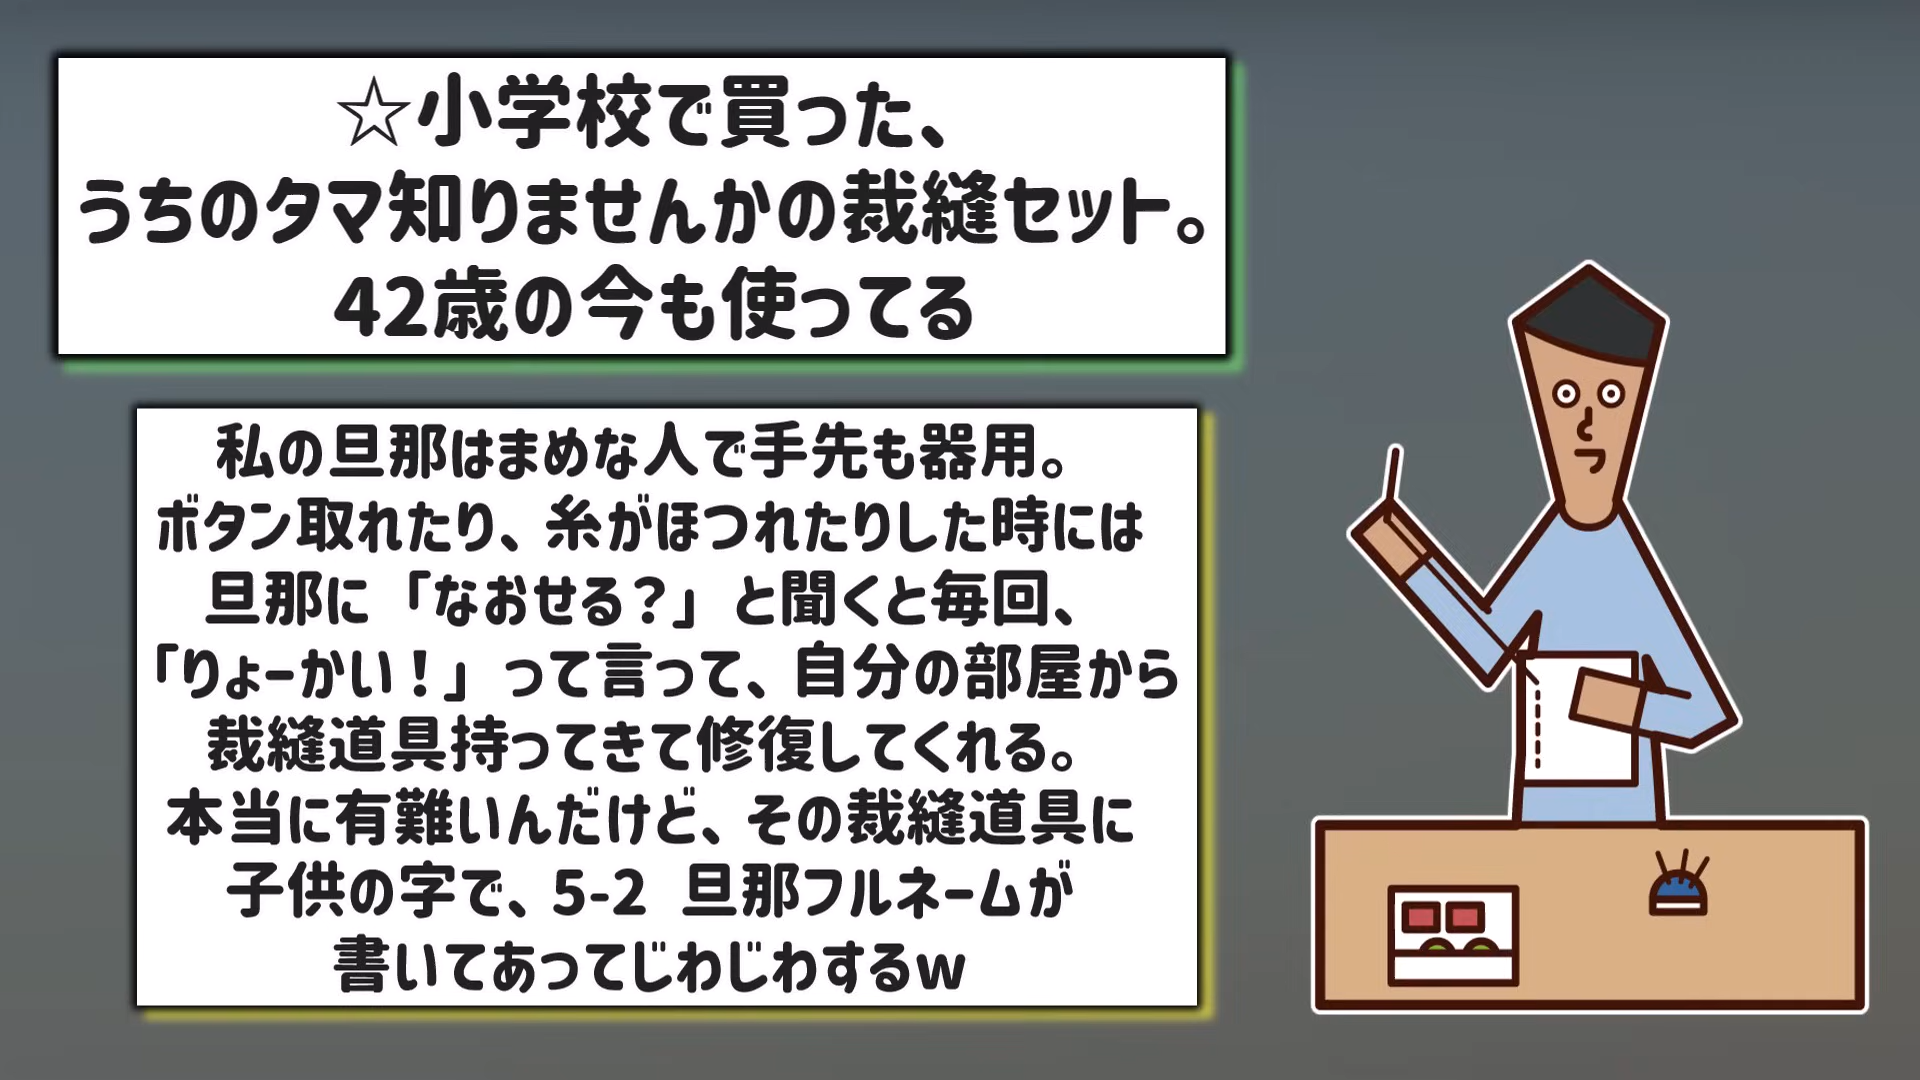 ☆小学校で買った、
うちのタマ知りませんかの裁縫セット。
42歳の今も使ってる
私の旦那はまめな人で手先も器用。
ボタン取れたり、糸がほつれたりした時には
旦那に「なおせる?」と聞くと毎回、
「りょーかい!」って言って、自分の部屋から
裁縫道具持ってきて修復してくれる。
本当に有難いんだけど、その裁縫道具に
子供の字で、5-2 旦那フルネームが
書いてあってじわじわするw